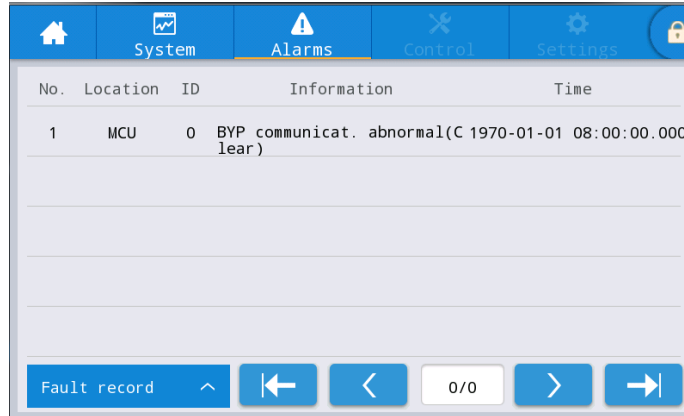 System Alarms Control Settings
No. Location ID Information Time
1 MCU 0 BYP communicat. abnormal(C 1970-01-01 08:00:00.000
lear)
Fault record 0/0